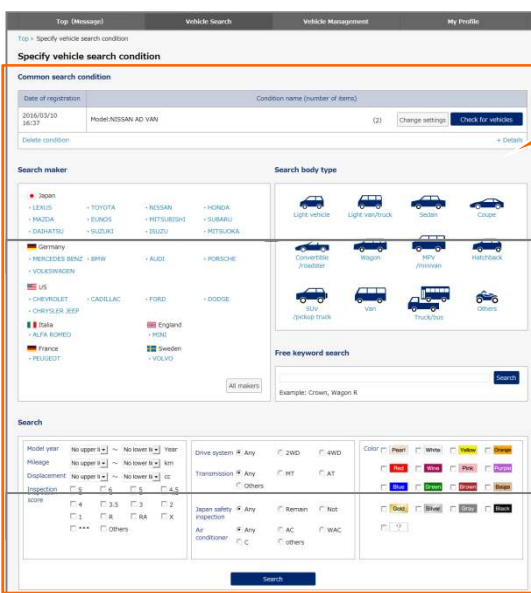 Top (Message) Vehicle Search Vehicle Management My Profile
Top > Specify vehicle search condition
Specify vehicle search condition
Common search condition
Date of registration Condition name (number of items)
2016/03/10
16:37
Model:NISSAN AD VAN (2) Change settings Check for vehicles
Delete condition + Details
Search maker
Japan
LEXUS TOYOTA NISSAN HONDA
MAZDA EUNOS MITSUBISHI SUBARU
DAIHATSU SUZUKI ISUZU MITSUOKA
Germany
MERCEDES BENZ BMW AUDI PORSCHE
VOLKSWAGEN
US
CHEVROLET CADILLAC FORD DODGE
CHRYSLER JEEP
Italia England
ALFA ROMEO MINI
France Sweden
PEUGEOT VOLVO
All makers
Search body type
Light vehicle Light van/truck Sedan Coupe
Convertible
/roadster
Wagon MPV
/minivan
Hatchback
SUV
/pickup truck
Van Truck/bus Others
Free keyword search
Search
Example: Crown, Wagon R
Search
Model year No upper li ~ No lower li Year
Mileage No upper li ~ No lower li km
Displacement No upper li ~ No lower li cc
Inspection
score
S 6 5 4.5
4 3.5 3 2
1 R RA X
*** Others
Drive system Any 2WD 4WD
Transmission Any MT AT
Others
Japan safety
inspection
Any Remain Not
Air
conditioner
Any AC WAC
C others
Color Pearl White Yellow Orange
Red Wine Pink Purple
Blue Green Brown Beige
Gold Silver Gray Black
?
Search